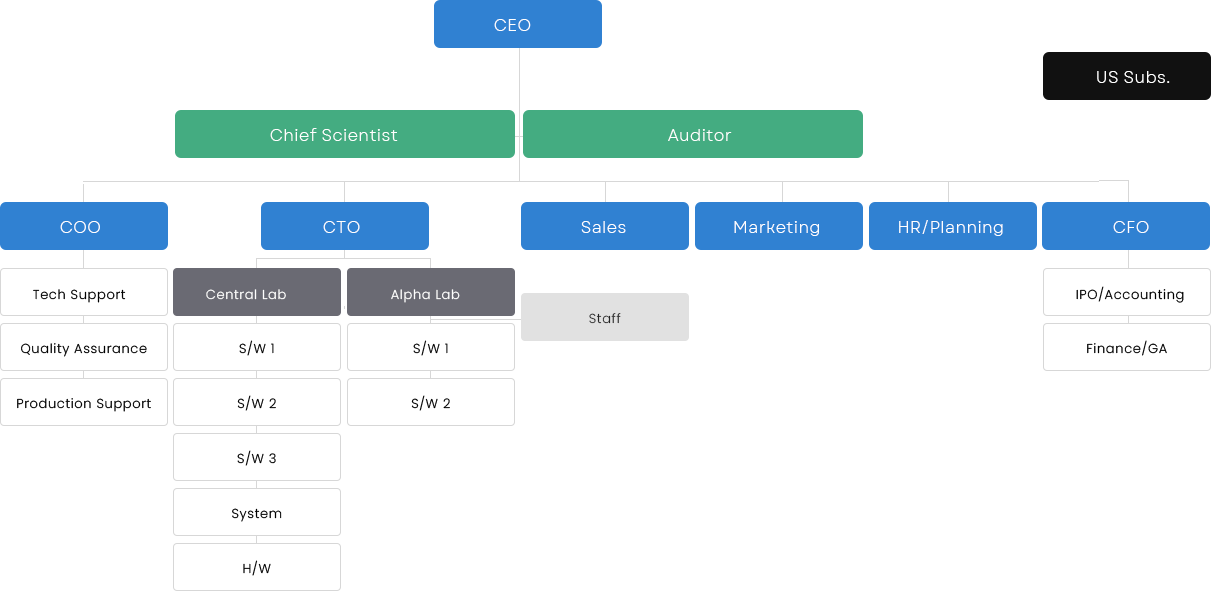 CEO
US Subs.
Chief Scientist
Auditor
COO
CTO
Sales
Marketing
HR/Planning
CFO
Tech Support
Central Lab
Alpha Lab
IPO/Accounting
Staff
Quality Assurance
S/W 1
S/W 1
Finance/GA
Production Support
S/W 2
S/W 2
S/W 3
System
H/W